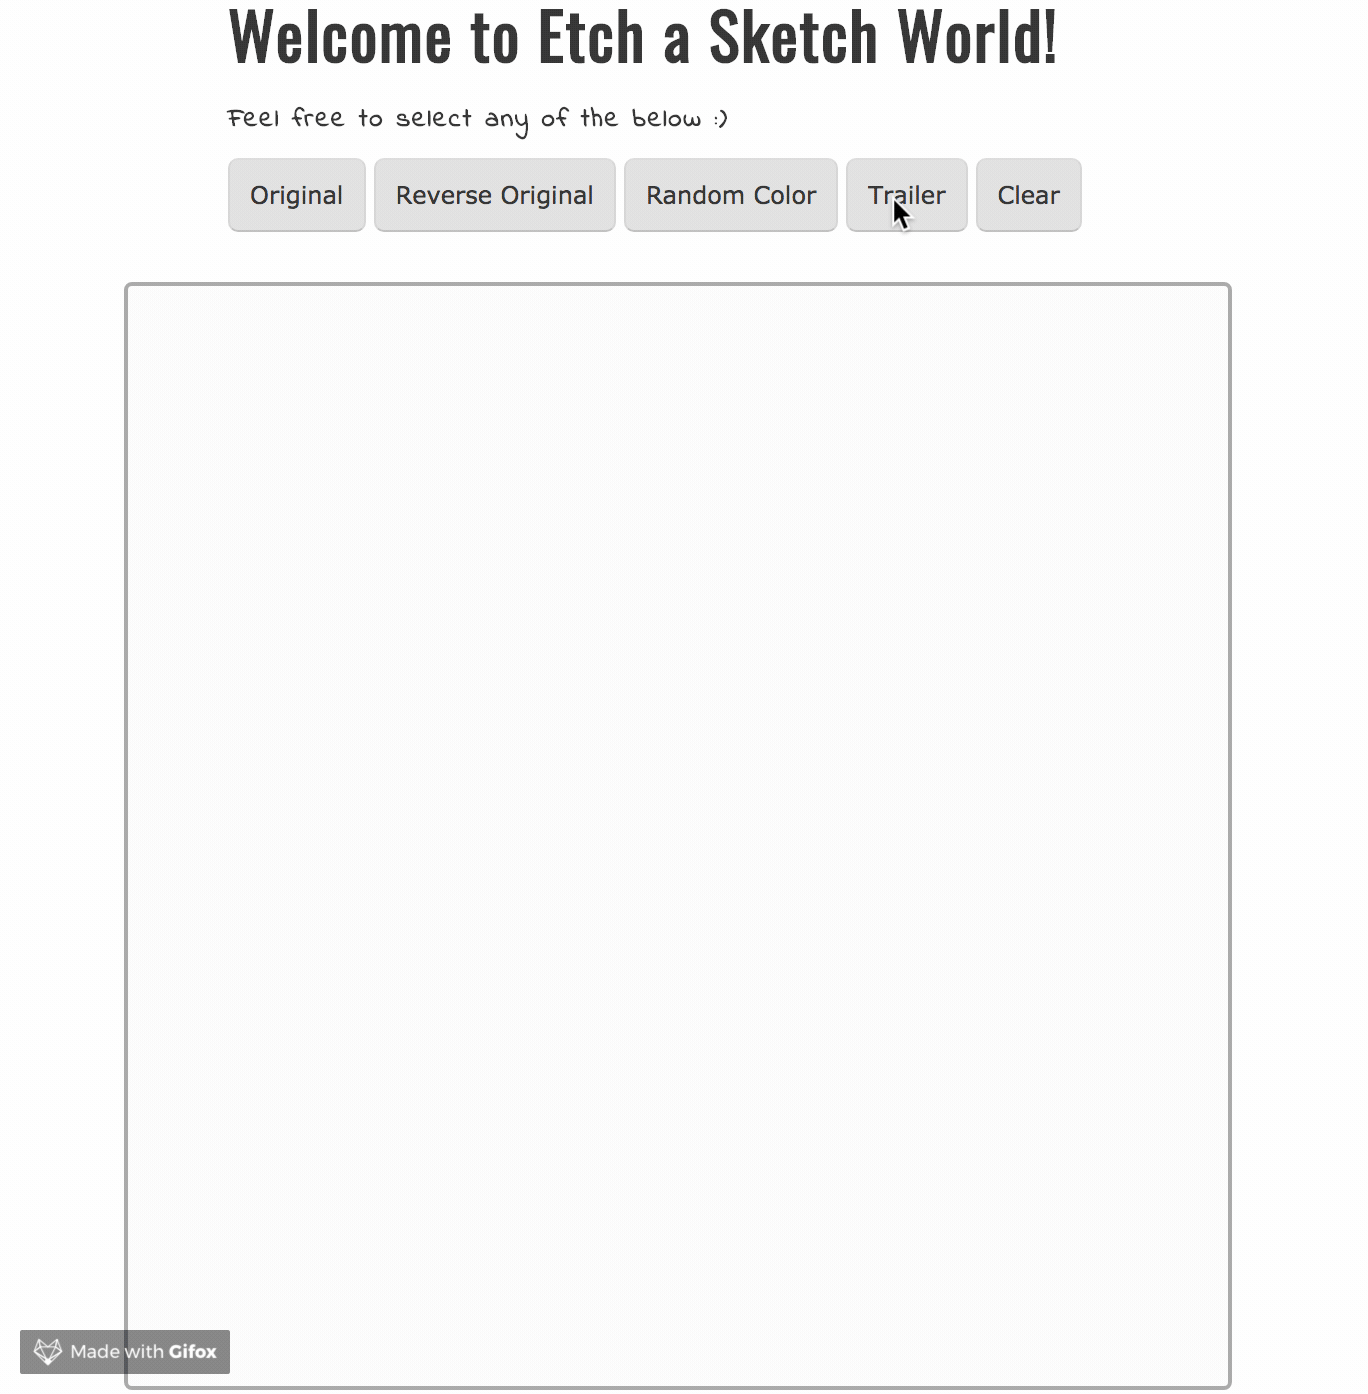 Welcome to Etch a Sketch World!
Feel free to select any of the below :)
Original Reverse Original Random Color Trailer Clear
Made with Gifox